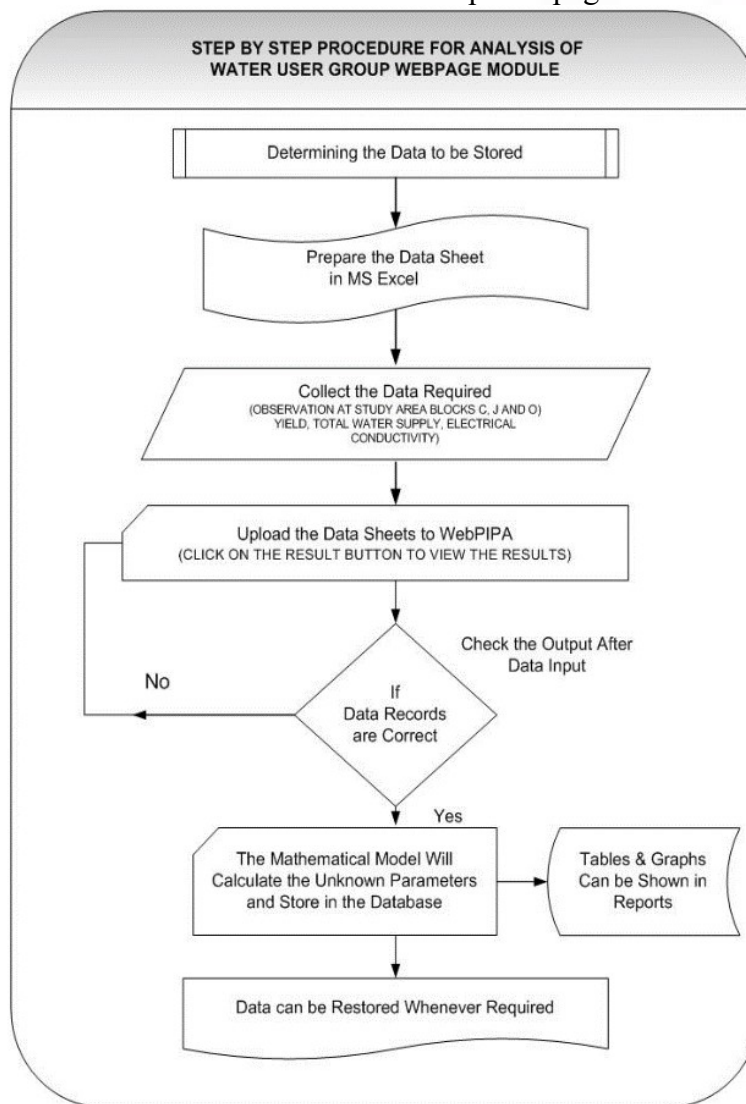 STEP BY STEP PROCEDURE FOR ANALYSIS OF
WATER USER GROUP WEBPAGE MODULE
Determining the Data to be Stored
Prepare the Data Sheet
in MS Excel
Collect the Data Required
(OBSERVATION AT STUDY AREA BLOCKS C, J AND O)
YIELD, TOTAL WATER SUPPLY, ELECTRICAL
CONDUCTIVITY)
Upload the Data Sheets to WebPIPA
(CLICK ON THE RESULT BUTTON TO VIEW THE RESULTS)
Check the Output After
Data Input
No
If
Data Records
are Correct
Yes
The Mathematical Model Will
Calculate the Unknown Parameters
and Store in the Database
Tables & Graphs
Can be Shown in
Reports
Data can be Restored Whenever Required